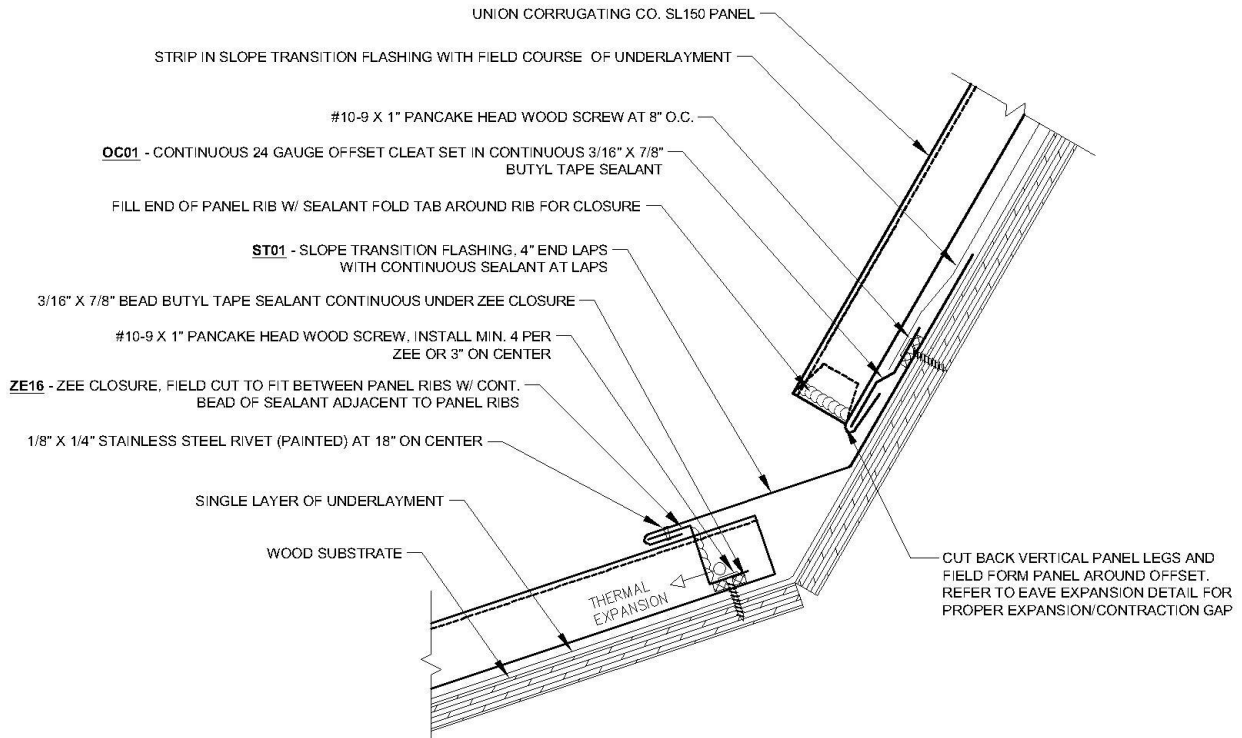 UNION CORRUGATING CO. SL150 PANEL
STRIP IN SLOPE TRANSITION FLASHING WITH FIELD COURSE OF UNDERLAYMENT
#10-9 X 1" PANCAKE HEAD WOOD SCREW AT 8" O.C.
OC01 - CONTINUOUS 24 GAUGE OFFSET CLEAT SET IN CONTINUOUS 3/16" X 7/8"
BUTYL TAPE SEALANT
FILL END OF PANEL RIB W/ SEALANT FOLD TAB AROUND RIB FOR CLOSURE
ST01 - SLOPE TRANSITION FLASHING, 4" END LAPS
WITH CONTINUOUS SEALANT AT LAPS
3/16" X 7/8" BEAD BUTYL TAPE SEALANT CONTINUOUS UNDER ZEE CLOSURE
#10-9 X 1" PANCAKE HEAD WOOD SCREW, INSTALL MIN. 4 PER
ZEE OR 3" ON CENTER
ZE16 - ZEE CLOSURE, FIELD CUT TO FIT BETWEEN PANEL RIBS W/ CONT.
BEAD OF SEALANT ADJACENT TO PANEL RIBS
1/8" X 1/4" STAINLESS STEEL RIVET (PAINTED) AT 18" ON CENTER
SINGLE LAYER OF UNDERLAYMENT
WOOD SUBSTRATE
THERMAL
EXPANSION
CUT BACK VERTICAL PANEL LEGS AND
FIELD FORM PANEL AROUND OFFSET.
REFER TO EAVE EXPANSION DETAIL FOR
PROPER EXPANSION/CONTRACTION GAP